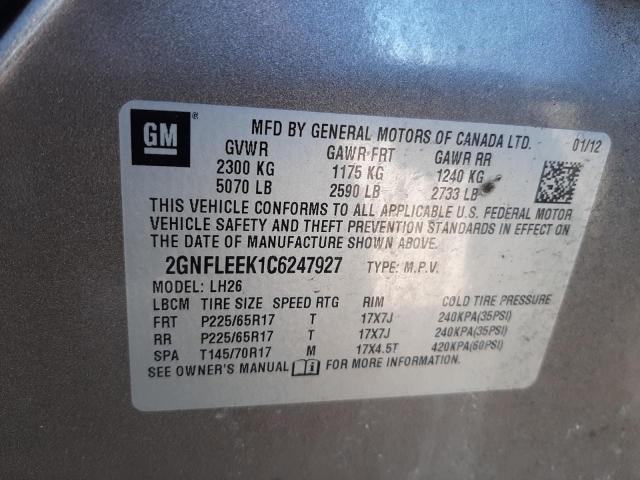 GM ®
MFD BY GENERAL MOTORS OF CANADA LTD. 01/12
GVWR GAWR FRT GAWR RR
2300 KG 1175 KG 1240 KG
5070 LB 2590 LB 2733 LB
THIS VEHICLE CONFORMS TO ALL APPLICABLE U.S. FEDERAL MOTOR
VEHICLE SAFETY AND THEFT PREVENTION STANDARDS IN EFFECT ON
THE DATE OF MANUFACTURE SHOWN ABOVE.
2GNFLEEK1C6247927 TYPE: M.P.V.
MODEL: LH26
LBCM TIRE SIZE SPEED RTG RIM COLD TIRE PRESSURE
FRT P225/65R17 T 17X7J 240KPA(35PSI)
RR P225/65R17 T 17X7J 240KPA(35PSI)
SPA T145/70R17 M 17X4.5T 420KPA(60PSI)
SEE OWNER'S MANUAL i FOR MORE INFORMATION.